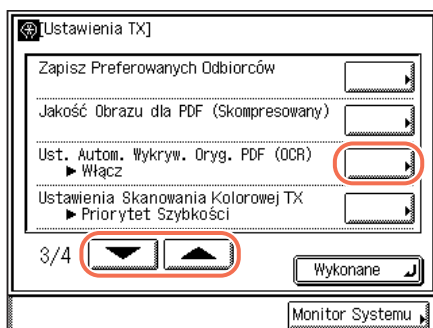 [Ustawienia TX]
Zapisz Preferowanych Odbiorców
Jakość Obrazu dla PDF (Skompresowany)
Ust. Autom. Wykryw. Oryg. PDF (OCR)
▶ Włącz
Ustawienia Skanowania Kolorowej TX
▶ Priorytet Szybkości
3/4
Wykonane
Monitor Systemu